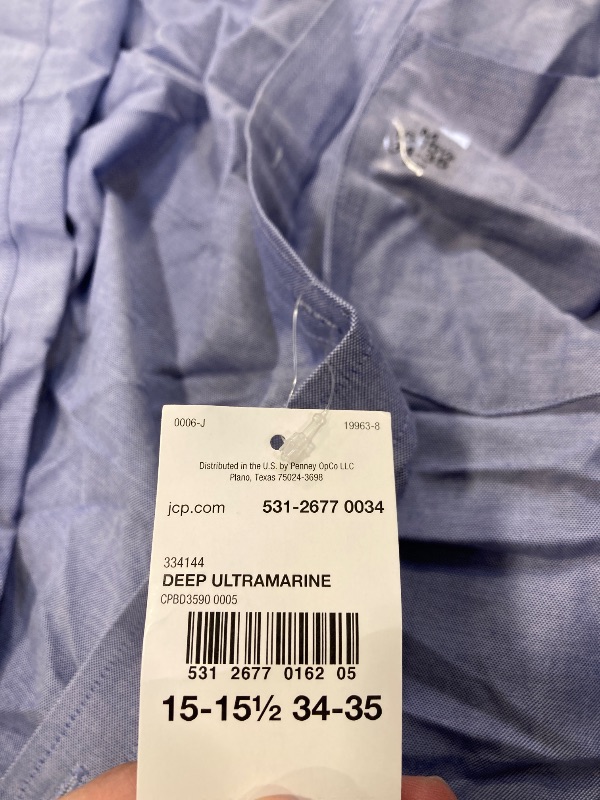 0006-J 19963-8
Distributed in the U.S. by Penney OpCo LLC
Plano, Texas 75024-3698
jcp.com 531-2677 0034
334144
DEEP ULTRAMARINE
CPBD3590 0005
531 2677 0162 05
15-15½ 34-35